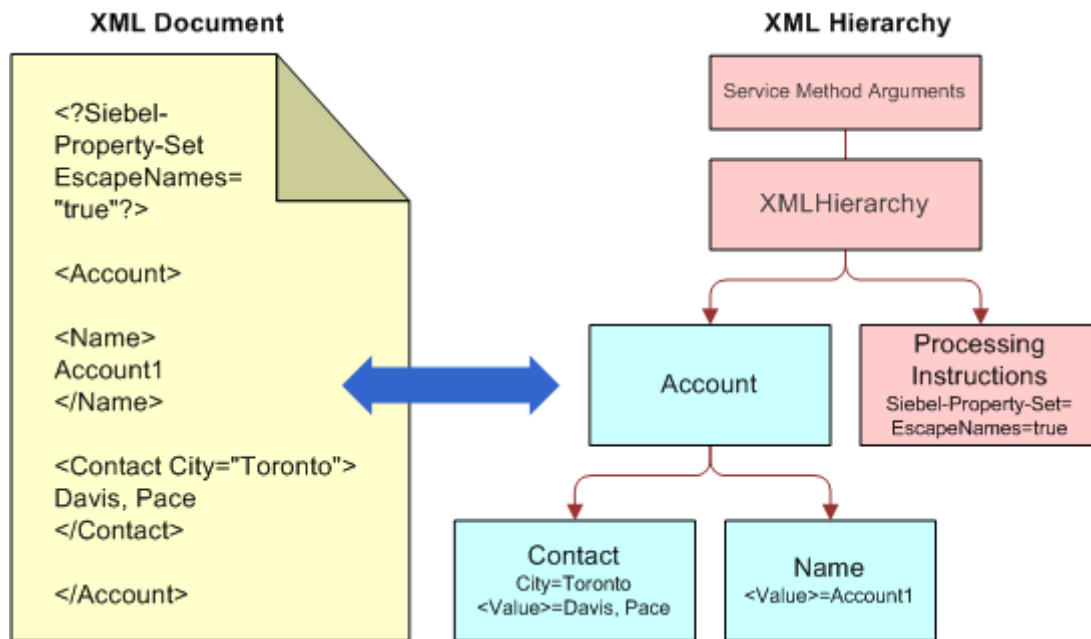 XML Document
<?Siebel-
Property-Set
EscapeNames=
"true"?>
<Account>
<Name>
Account1
</Name>
<Contact City="Toronto">
Davis, Pace
</Contact>
</Account>
XML Hierarchy
Service Method Arguments
XMLHierarchy
Account
Processing
Instructions
Siebel-Property-Set=
EscapeNames=true
Contact
City=Toronto
<Value>=Davis, Pace
Name
<Value>=Account1